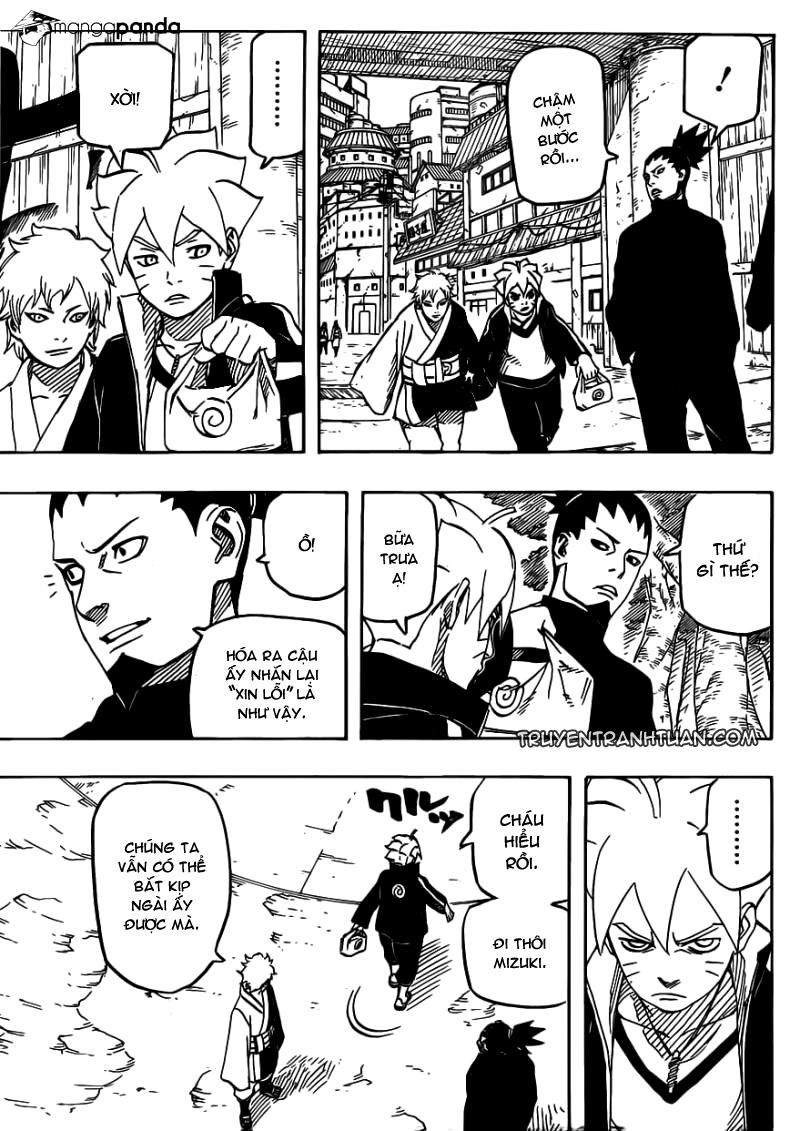 mangapanda
!
CHẬM
MỘT
BƯỚC
RỒI...
........
XỜI!
THỨ
GÌ THẾ?
BỮA
TRƯA
Ạ!
Ồ!
HÓA RA CẬU
ẤY NHẮN LẠI
"XIN LỖI" LÀ
NHƯ VẬY.
TRUYENTRANHTUAN.COM
......
CHÁU
HIỂU
RỒI.
ĐI THÔI
MIZUKI.
CHÚNG TA
VẪN CÓ THỂ
BẮT KỊP
NGÀI ẤY
ĐƯỢC MÀ.